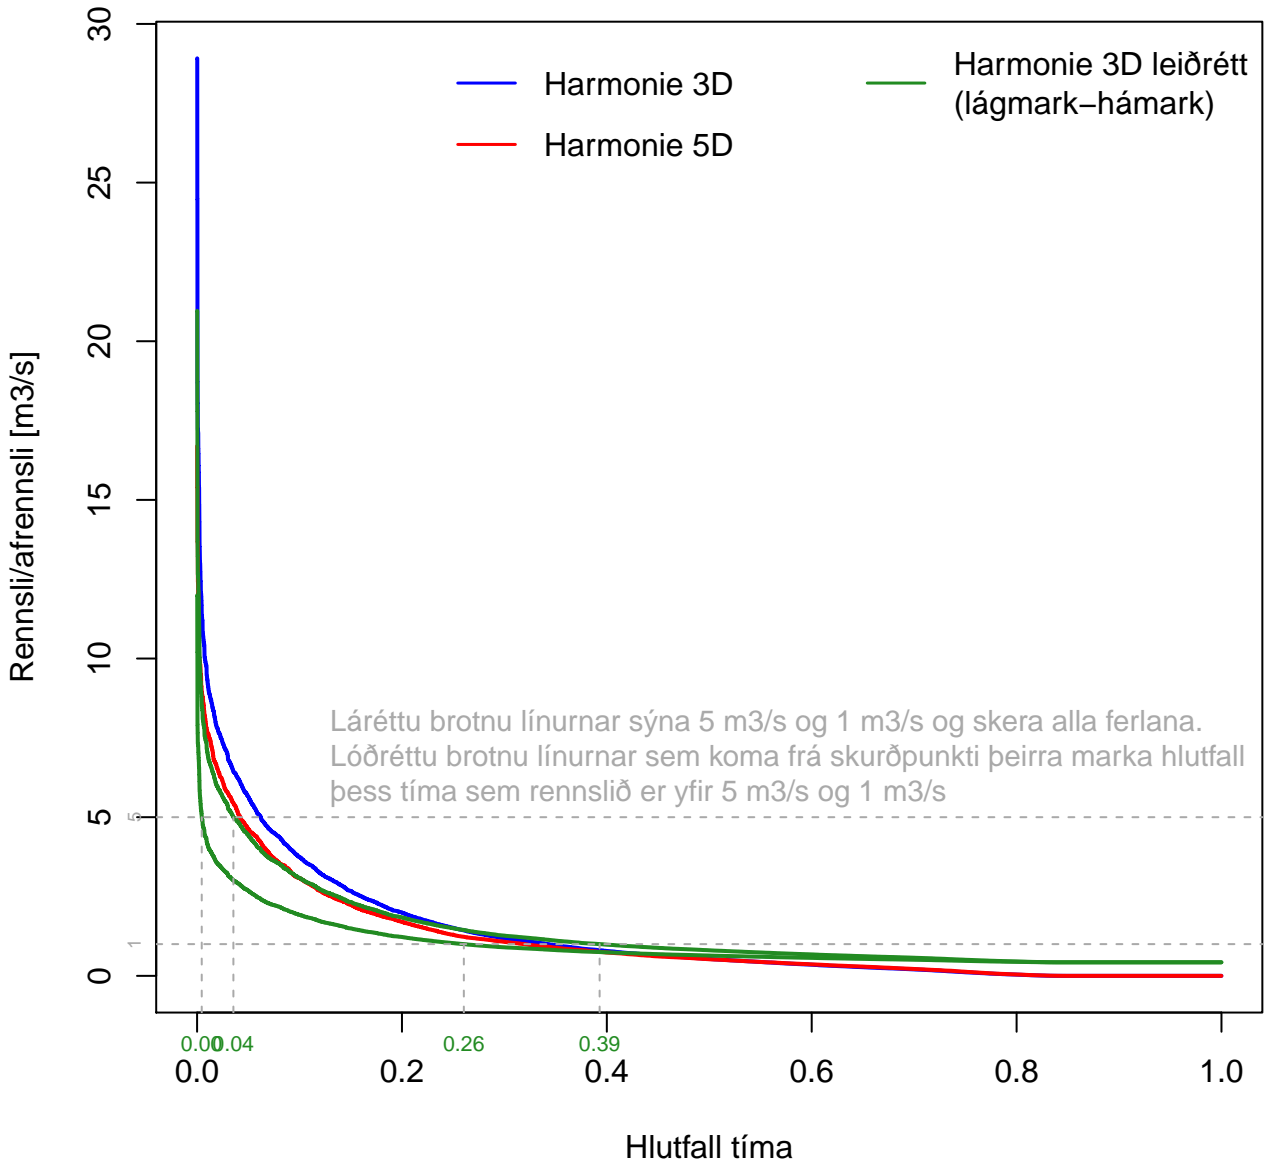 Harmonie 3D
Harmonie 5D
Harmonie 3D leiðrétt
(lágmark−hámark)
Rennsli/afrennsli [m3/s]
30
25
20
15
10
5
0
5
1
Láréttu brotnu línurnar sýna 5 m3/s og 1 m3/s og skera alla ferlana.
Lóðréttu brotnu línurnar sem koma frá skurðpunkti þeirra marka hlutfall
þess tíma sem rennslið er yfir 5 m3/s og 1 m3/s
0.00 0.04 0.26 0.39
0.0 0.2 0.4 0.6 0.8 1.0
Hlutfall tíma